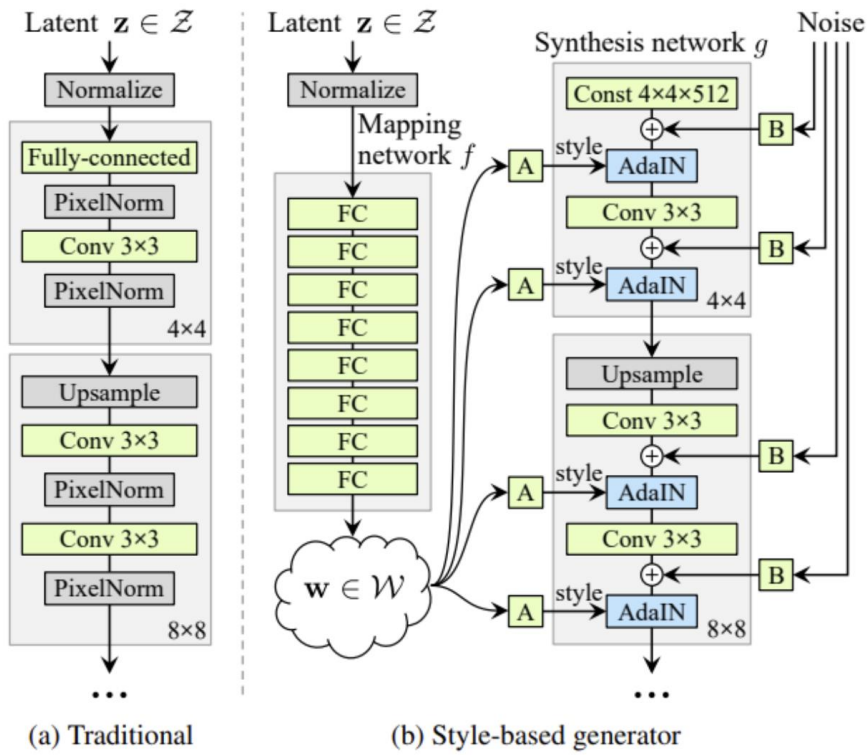 Latent z ∈ 𝒵
Normalize
Fully-connected
PixelNorm
Conv 3×3
PixelNorm
4×4
Upsample
Conv 3×3
PixelNorm
Conv 3×3
PixelNorm
8×8
...
(a) Traditional
Latent z ∈ 𝒵
Normalize
Mapping
network f
FC
FC
FC
FC
FC
FC
FC
FC
w ∈ 𝒲
A
style
A
style
A
style
A
style
Synthesis network g
Const 4×4×512
+
AdaIN
Conv 3×3
+
AdaIN
4×4
Upsample
Conv 3×3
+
AdaIN
Conv 3×3
+
AdaIN
8×8
...
Noise
B
B
B
B
(b) Style-based generator